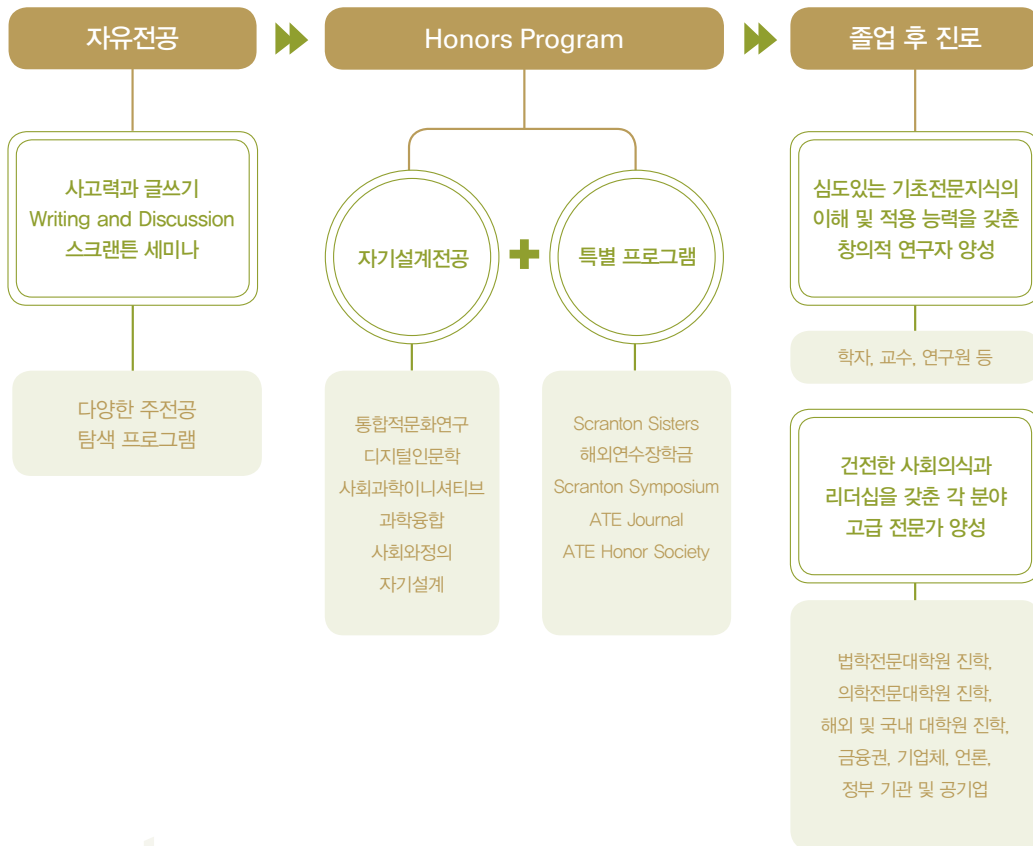 자유전공
사고력과 글쓰기
Writing and Discussion
스크랜튼 세미나
다양한 주전공
탐색 프로그램
Honors Program
자기설계전공
통합적문화연구
디지털인문학
사회과학이니셔티브
과학융합
사회와정의
자기설계
특별 프로그램
Scranton Sisters
해외연수장학금
Scranton Symposium
ATE Journal
ATE Honor Society
졸업 후 진로
심도있는 기초전문지식의
이해 및 적용 능력을 갖춘
창의적 연구자 양성
학자, 교수, 연구원 등
건전한 사회의식과
리더십을 갖춘 각 분야
고급 전문가 양성
법학전문대학원 진학,
의학전문대학원 진학,
해외 및 국내 대학원 진학,
금융권, 기업체, 언론,
정부 기관 및 공기업